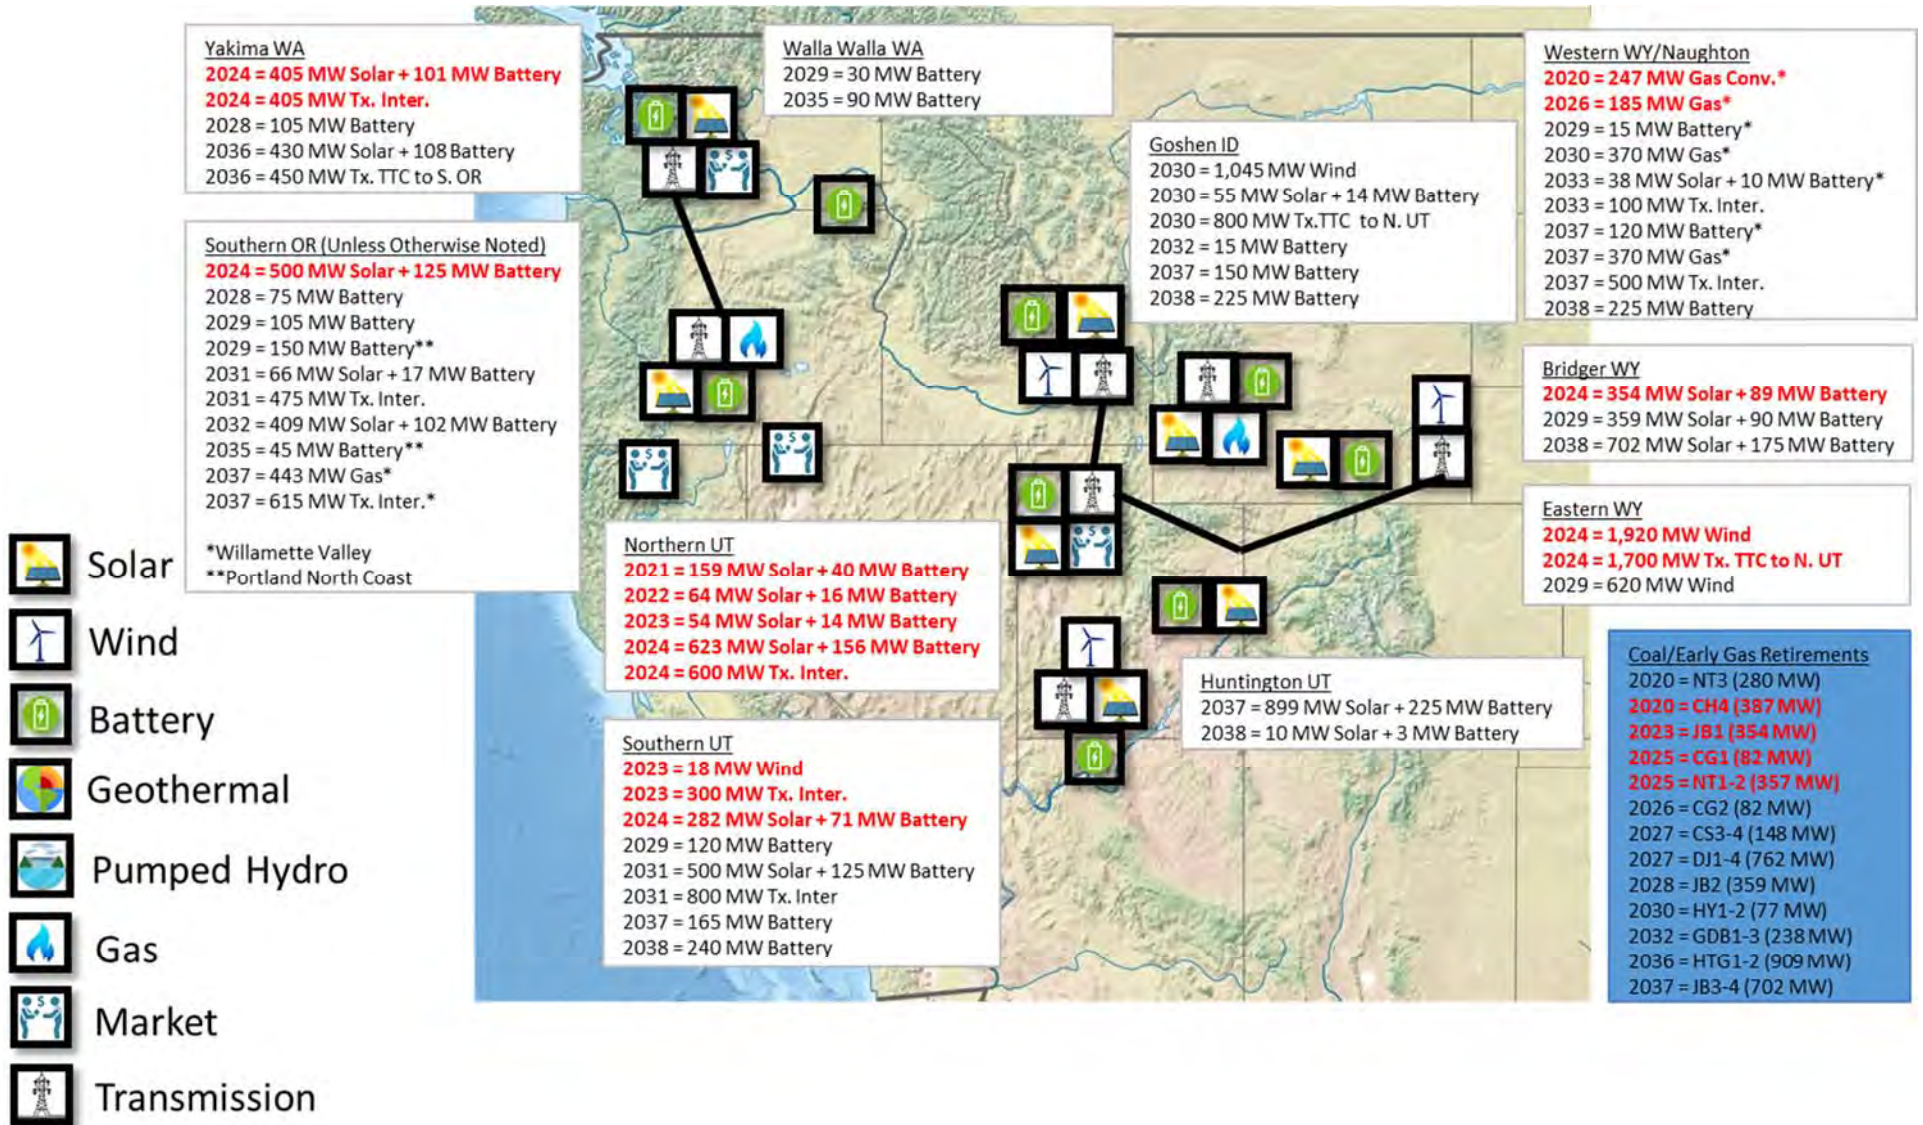 Yakima WA
2024 = 405 MW Solar + 101 MW Battery
2024 = 405 MW Tx. Inter.
2028 = 105 MW Battery
2036 = 430 MW Solar + 108 Battery
2036 = 450 MW Tx. TTC to S. OR
Walla Walla WA
2029 = 30 MW Battery
2035 = 90 MW Battery
Western WY/Naughton
2020 = 247 MW Gas Conv.*
2026 = 185 MW Gas*
2029 = 15 MW Battery*
2030 = 370 MW Gas*
2033 = 38 MW Solar + 10 MW Battery*
2033 = 100 MW Tx. Inter.
2037 = 120 MW Battery*
2037 = 370 MW Gas*
2037 = 500 MW Tx. Inter.
2038 = 225 MW Battery
Goshen ID
2030 = 1,045 MW Wind
2030 = 55 MW Solar + 14 MW Battery
2030 = 800 MW Tx.TTC to N. UT
2032 = 15 MW Battery
2037 = 150 MW Battery
2038 = 225 MW Battery
Southern OR (Unless Otherwise Noted)
2024 = 500 MW Solar + 125 MW Battery
2028 = 75 MW Battery
2029 = 105 MW Battery
2029 = 150 MW Battery**
2031 = 66 MW Solar + 17 MW Battery
2031 = 475 MW Tx. Inter.
2032 = 409 MW Solar + 102 MW Battery
2035 = 45 MW Battery**
2037 = 443 MW Gas*
2037 = 615 MW Tx. Inter.*
*Willamette Valley
**Portland North Coast
Bridger WY
2024 = 354 MW Solar + 89 MW Battery
2029 = 359 MW Solar + 90 MW Battery
2038 = 702 MW Solar + 175 MW Battery
Eastern WY
2024 = 1,920 MW Wind
2024 = 1,700 MW Tx. TTC to N. UT
2029 = 620 MW Wind
Northern UT
2021 = 159 MW Solar + 40 MW Battery
2022 = 64 MW Solar + 16 MW Battery
2023 = 54 MW Solar + 14 MW Battery
2024 = 623 MW Solar + 156 MW Battery
2024 = 600 MW Tx. Inter.
Huntington UT
2037 = 899 MW Solar + 225 MW Battery
2038 = 10 MW Solar + 3 MW Battery
Southern UT
2023 = 18 MW Wind
2023 = 300 MW Tx. Inter.
2024 = 282 MW Solar + 71 MW Battery
2029 = 120 MW Battery
2031 = 500 MW Solar + 125 MW Battery
2031 = 800 MW Tx. Inter
2037 = 165 MW Battery
2038 = 240 MW Battery
Coal/Early Gas Retirements
2020 = NT3 (280 MW)
2020 = CH4 (387 MW)
2023 = JB1 (354 MW)
2025 = CG1 (82 MW)
2025 = NT1-2 (357 MW)
2026 = CG2 (82 MW)
2027 = CS3-4 (148 MW)
2027 = DJ1-4 (762 MW)
2028 = JB2 (359 MW)
2030 = HY1-2 (77 MW)
2032 = GDB1-3 (238 MW)
2036 = HTG1-2 (909 MW)
2037 = JB3-4 (702 MW)
Solar
Wind
Battery
Geothermal
Pumped Hydro
Gas
Market
Transmission